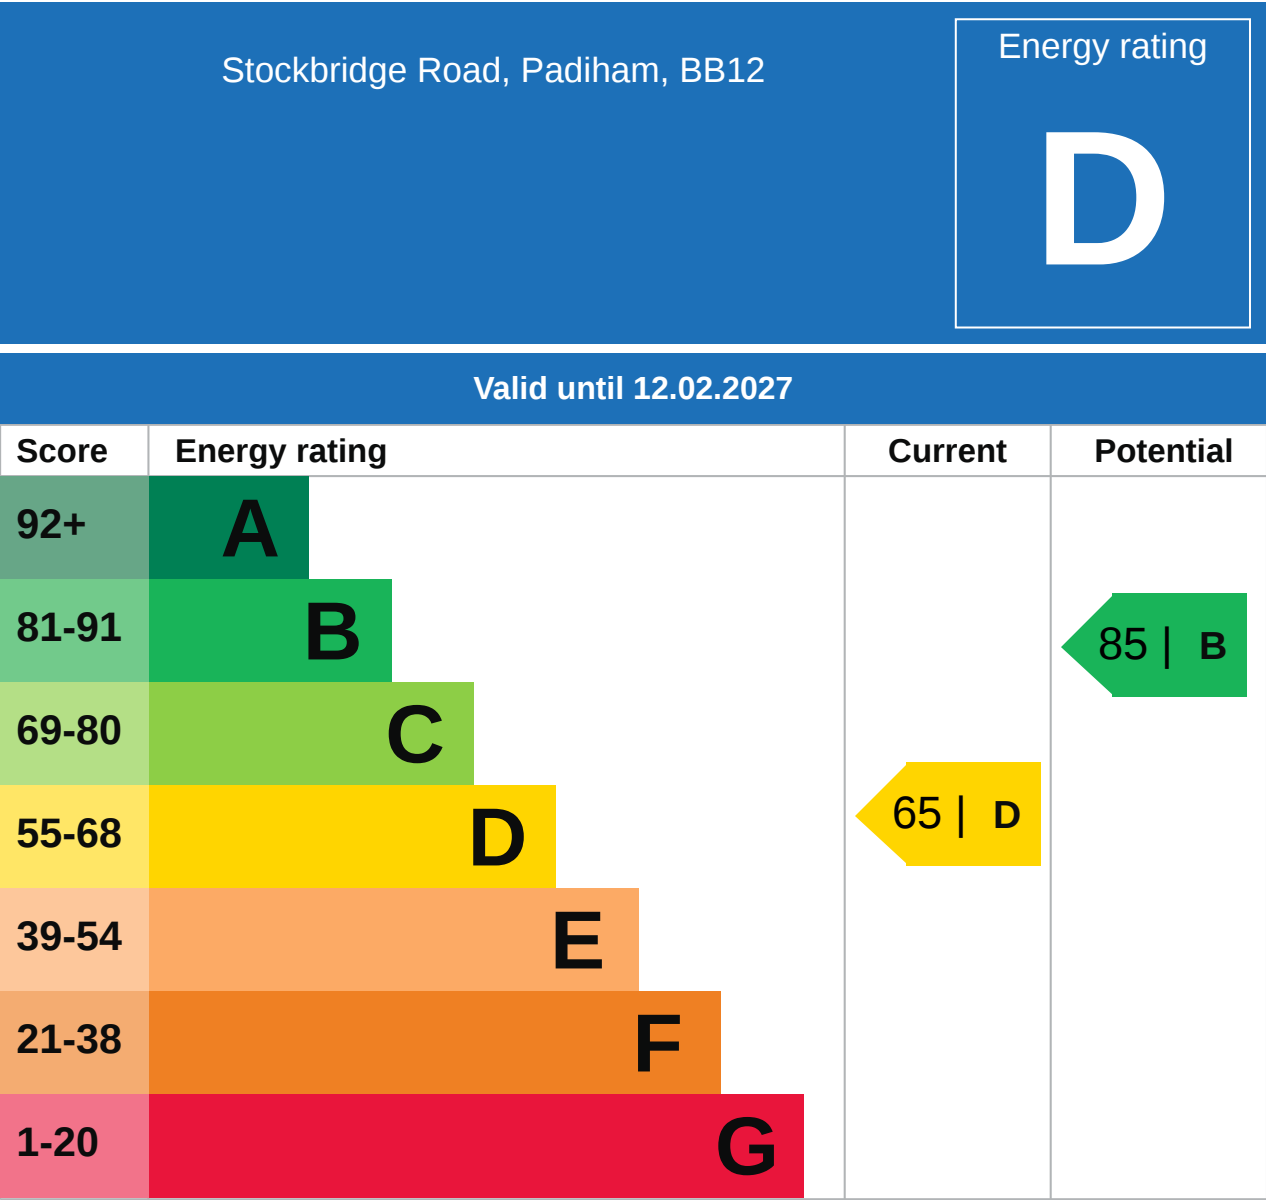 Stockbridge Road, Padiham, BB12
Energy rating
D
Valid until 12.02.2027
Score Energy rating Current Potential
92+ A
81-91 B
85 | B
69-80 C
55-68 D
65 | D
39-54 E
21-38 F
1-20 G